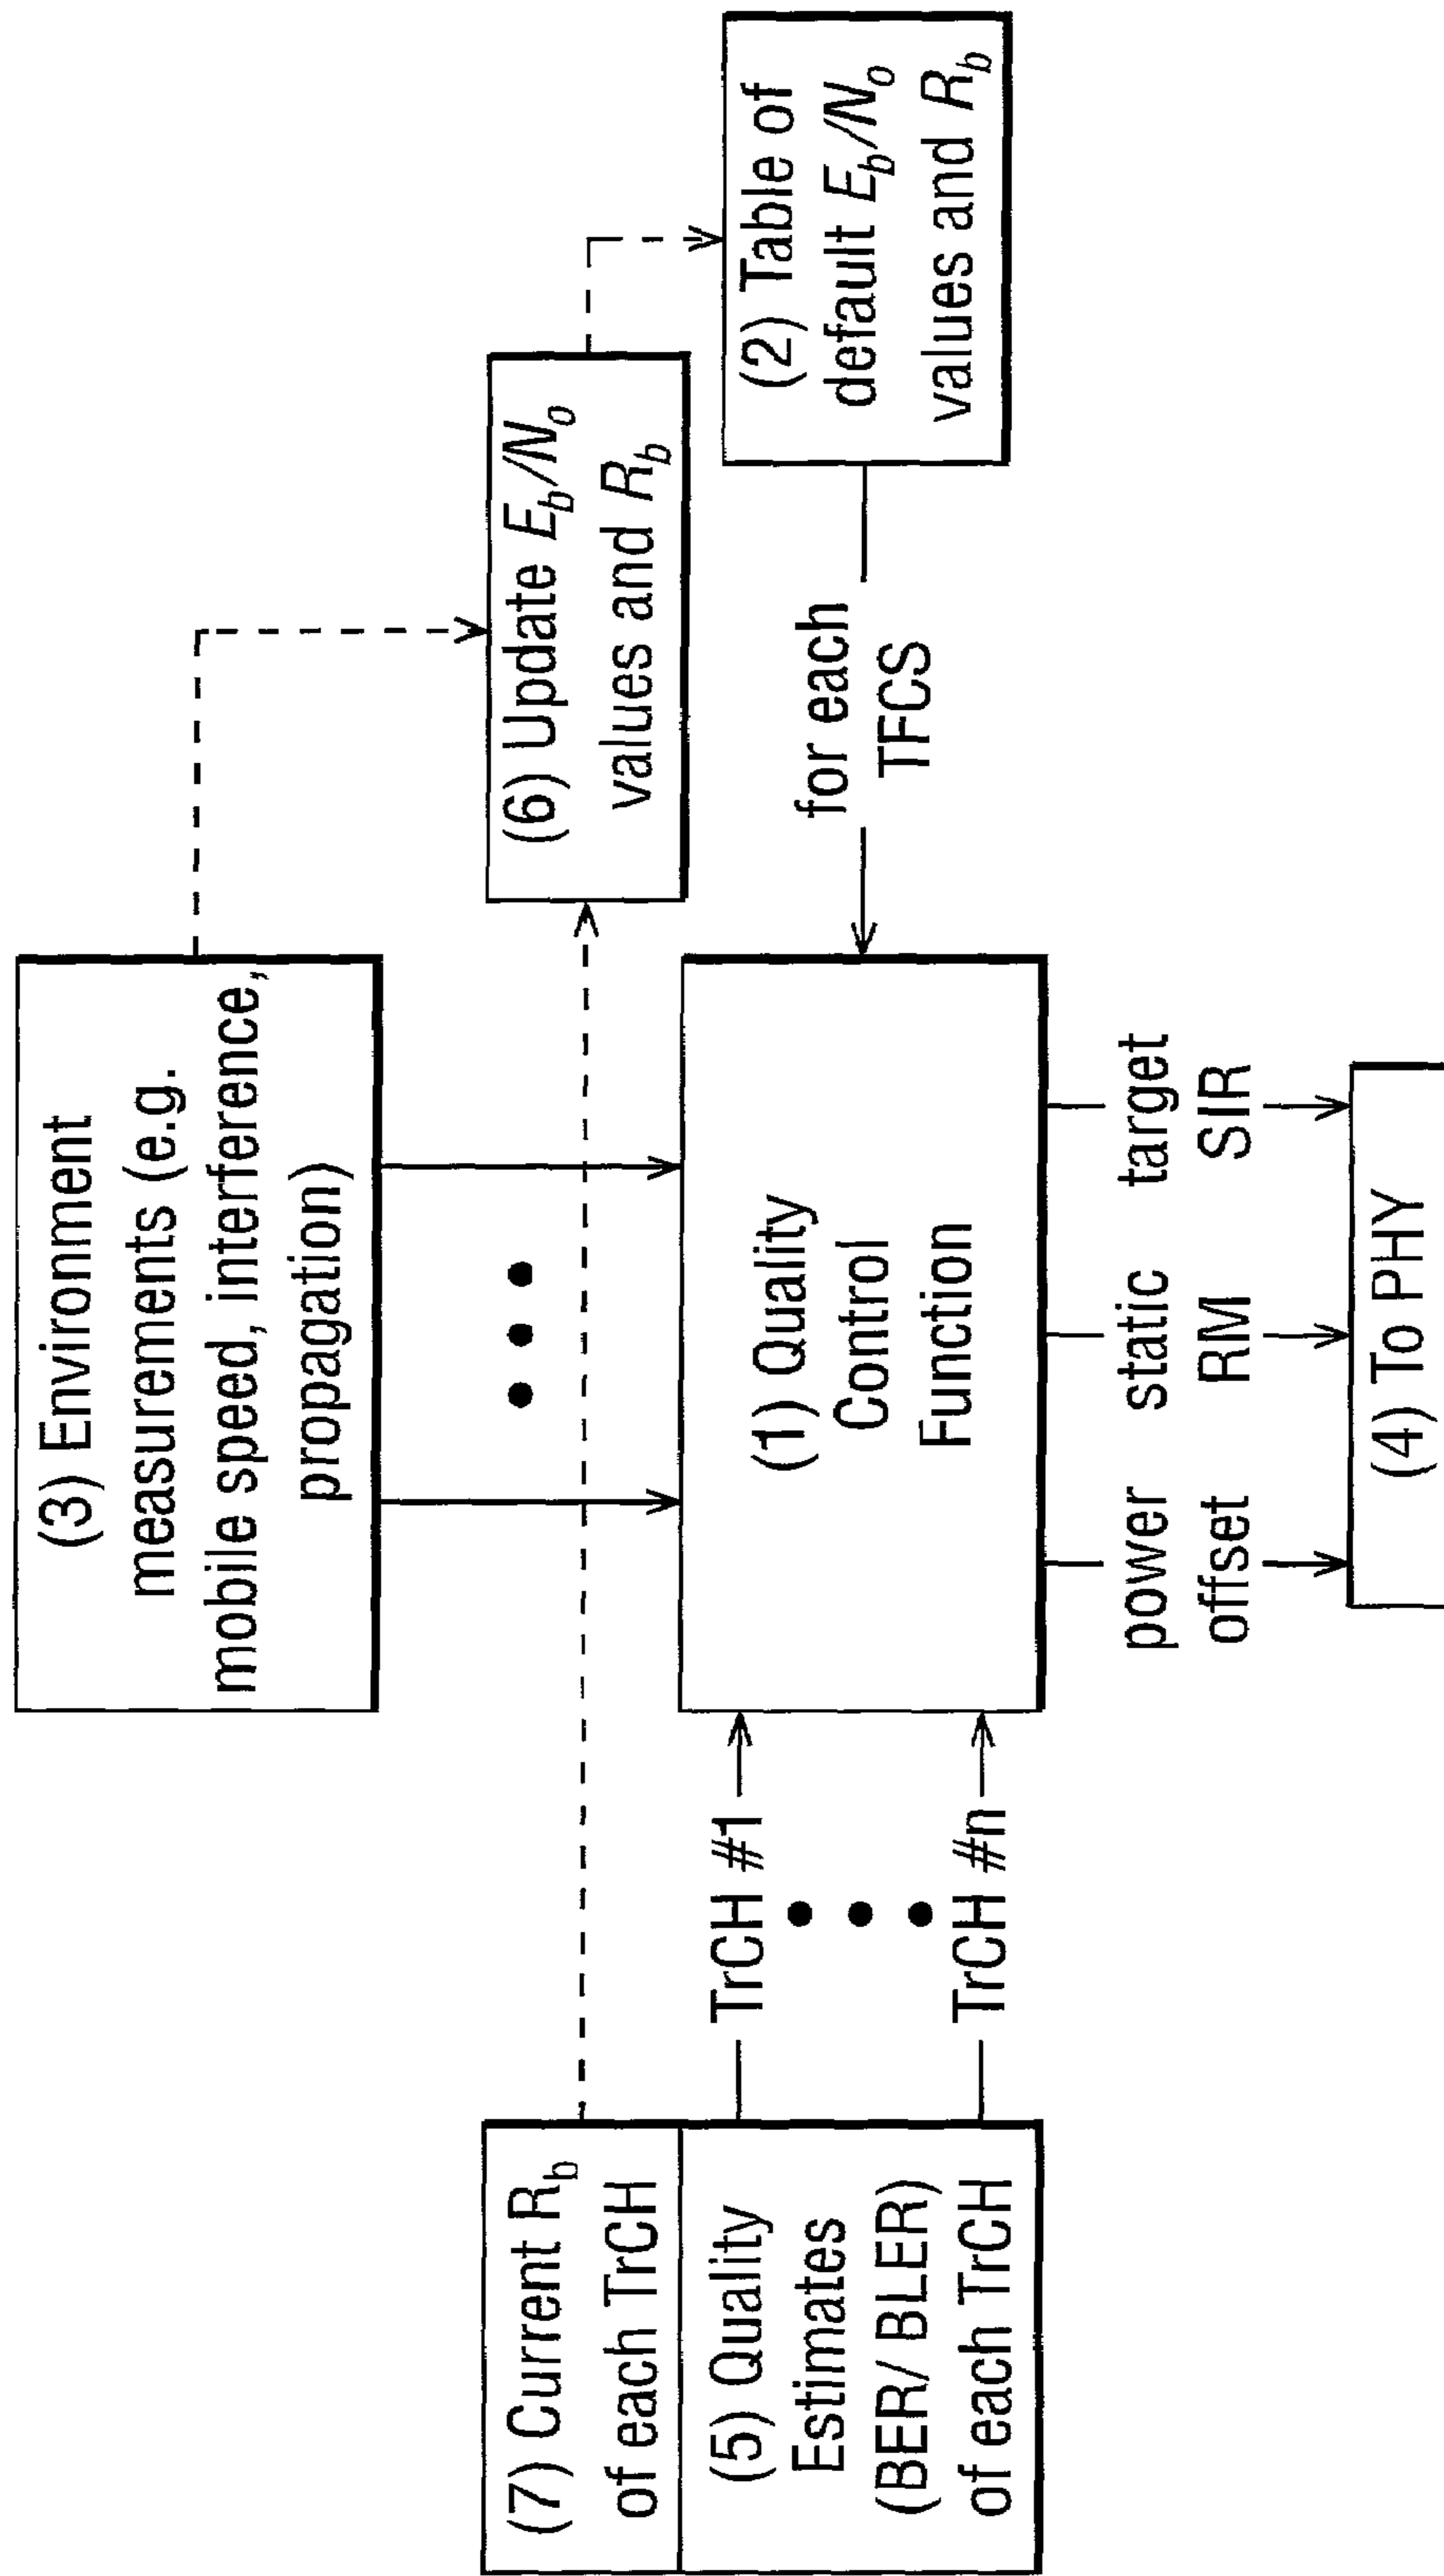 (3) Environment
measurements (e.g.
mobile speed, interference,
propagation)
(7) Current R_b
of each TrCH
(6) Update E_b/N_o
values and R_b
(5) Quality
Estimates
(BER/ BLER)
of each TrCH
TrCH #1
TrCH #n
(1) Quality
Control
Function
for each
TFCS
(2) Table of
default E_b/N_o
values and R_b
power
offset
static
RM
target
SIR
(4) To PHY